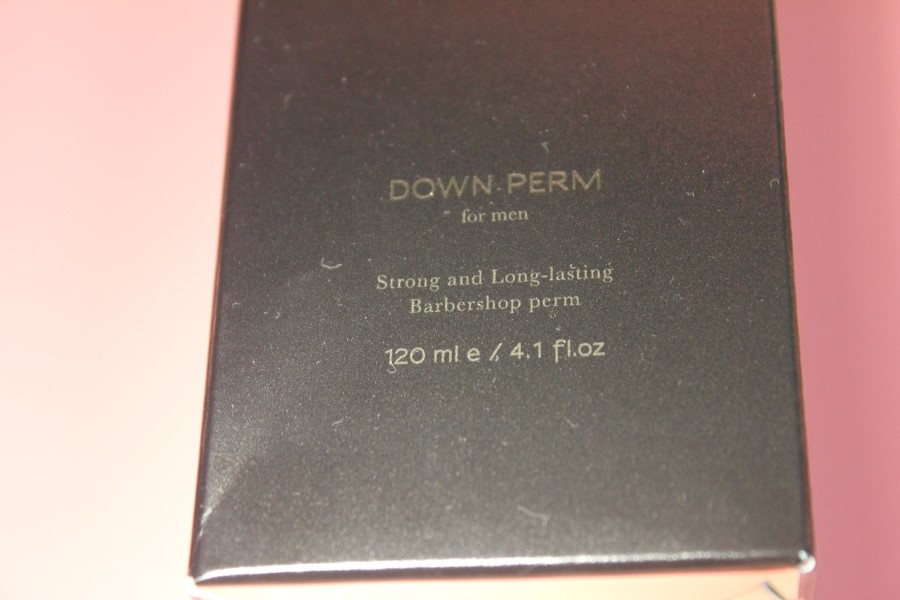 DOWN PERM
for men
Strong and Long-lasting
Barbershop perm
120 ml e / 4.1 fl.oz